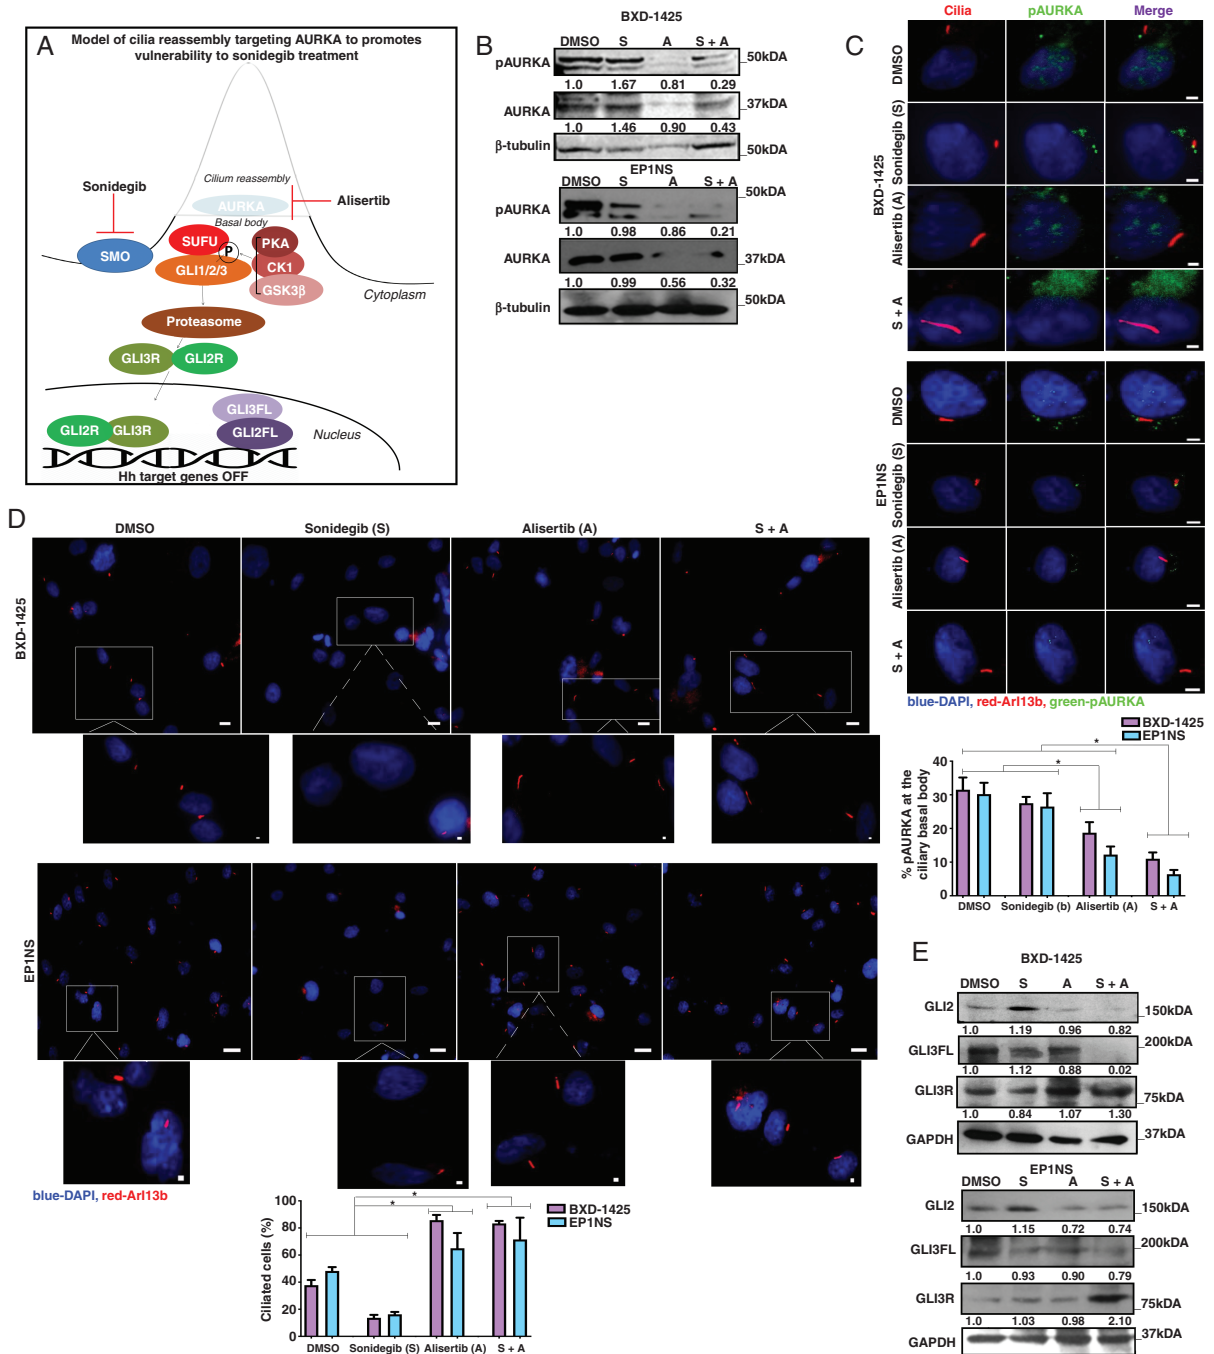 A
Model of cilia reassembly targeting AURKA to promotes
vulnerability to sonidegib treatment
Cilium reassembly
Sonidegib
AURKA
Alisertib
Basal body
SUFU
P
PKA
SMO
GLI1/2/3
CK1
GSK3β
Cytoplasm
Proteasome
GLI3R
GLI2R
GLI3FL
GLI2R
GLI3R
GLI2FL
Nucleus
Hh target genes OFF
B
BXD-1425
DMSO S A S + A
pAURKA
50kDA
1.0 1.67 0.81 0.29
AURKA
37kDA
1.0 1.46 0.90 0.43
β-tubulin
50kDA
EP1NS
DMSO S A S + A
pAURKA
50kDA
1.0 0.98 0.86 0.21
AURKA
37kDA
1.0 0.99 0.56 0.32
β-tubulin
50kDA
C
Cilia pAURKA Merge
BXD-1425
DMSO
Sonidegib (S)
Alisertib (A)
S + A
EP1NS
DMSO
Sonidegib (S)
Alisertib (A)
S + A
blue-DAPI, red-Arl13b, green-pAURKA
BXD-1425
EP1NS
*
*
% pAURKA at the
ciliary basal body
40
30
20
10
0
DMSO Sonidegib (b) Alisertib (A) S + A
D
DMSO Sonidegib (S) Alisertib (A) S + A
BXD-1425
EP1NS
blue-DAPI, red-Arl13b
*
*
BXD-1425
EP1NS
Ciliated cells (%)
100
80
60
40
20
0
DMSO Sonidegib (S) Alisertib (A) S + A
E
BXD-1425
DMSO S A S + A
GLI2
150kDA
1.0 1.19 0.96 0.82
GLI3FL
200kDA
1.0 1.12 0.88 0.02
GLI3R
75kDA
1.0 0.84 1.07 1.30
GAPDH
37kDA
EP1NS
DMSO S A S + A
GLI2
150kDA
1.0 1.15 0.72 0.74
GLI3FL
200kDA
1.0 0.93 0.90 0.79
GLI3R
75kDA
1.0 1.03 0.98 2.10
GAPDH
37kDA